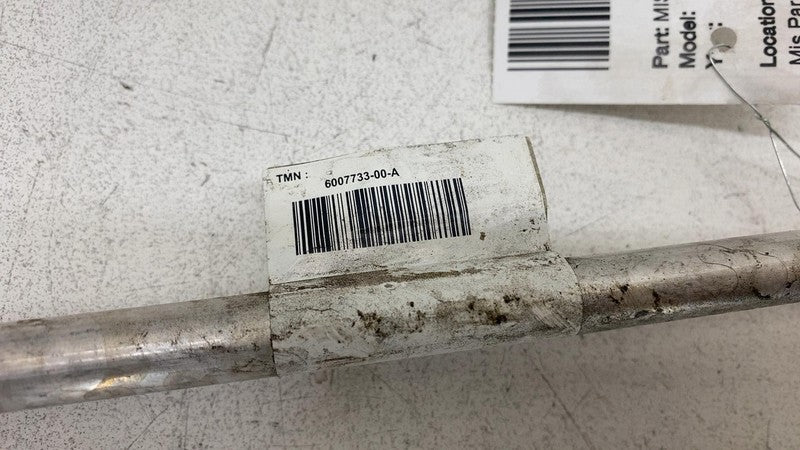 TMN :
6007733-00-A
Part: MIS
Model:
Location
Mis Par